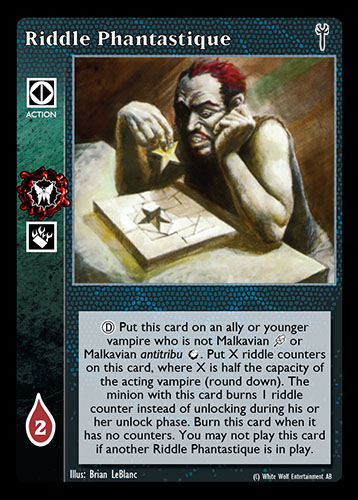 Riddle Phantastique
ACTION
Ⓓ Put this card on an ally or younger
vampire who is not Malkavian or
Malkavian antitribu . Put X riddle counters
on this card, where X is half the capacity of
the acting vampire (round down). The
minion with this card burns 1 riddle
counter instead of unlocking during his or
her unlock phase. Burn this card when it
has no counters. You may not play this card
if another Riddle Phantastique is in play.
2
Illus: Brian LeBlanc
(C) White Wolf Entertainment AB